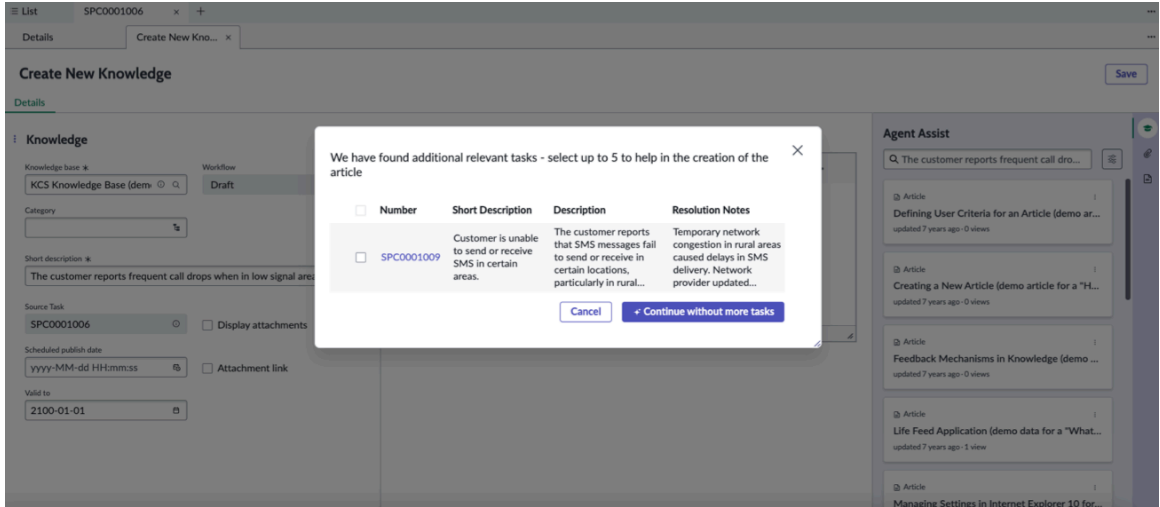 List
SPC0001006
Details
Create New Kno...
Create New Knowledge
Save
Details
Knowledge
Knowledge base
KCS Knowledge Base (dem
Workflow
Draft
Category
Short description
The customer reports frequent call drops when in low signal area
Source Task
SPC0001006
Display attachments
Scheduled publish date
yyyy-MM-dd HH:mm:ss
Attachment link
Valid to
2100-01-01
We have found additional relevant tasks - select up to 5 to help in the creation of the
article
Number
Short Description
Description
Resolution Notes
SPC0001009
Customer is unable
to send or receive
SMS in certain
areas.
The customer reports
that SMS messages fail
to send or receive in
certain locations,
particularly in rural...
Temporary network
congestion in rural areas
caused delays in SMS
delivery. Network
provider updated...
Cancel
Continue without more tasks
Agent Assist
The customer reports frequent call dro...
Article
Defining User Criteria for an Article (demo ar...
updated 7 years ago · 0 views
Article
Creating a New Article (demo article for a "H...
updated 7 years ago · 0 views
Article
Feedback Mechanisms in Knowledge (demo ...
updated 7 years ago · 0 views
Article
Life Feed Application (demo data for a "What...
updated 7 years ago · 1 view
Article
Managing Settings in Internet Explorer 10 for...